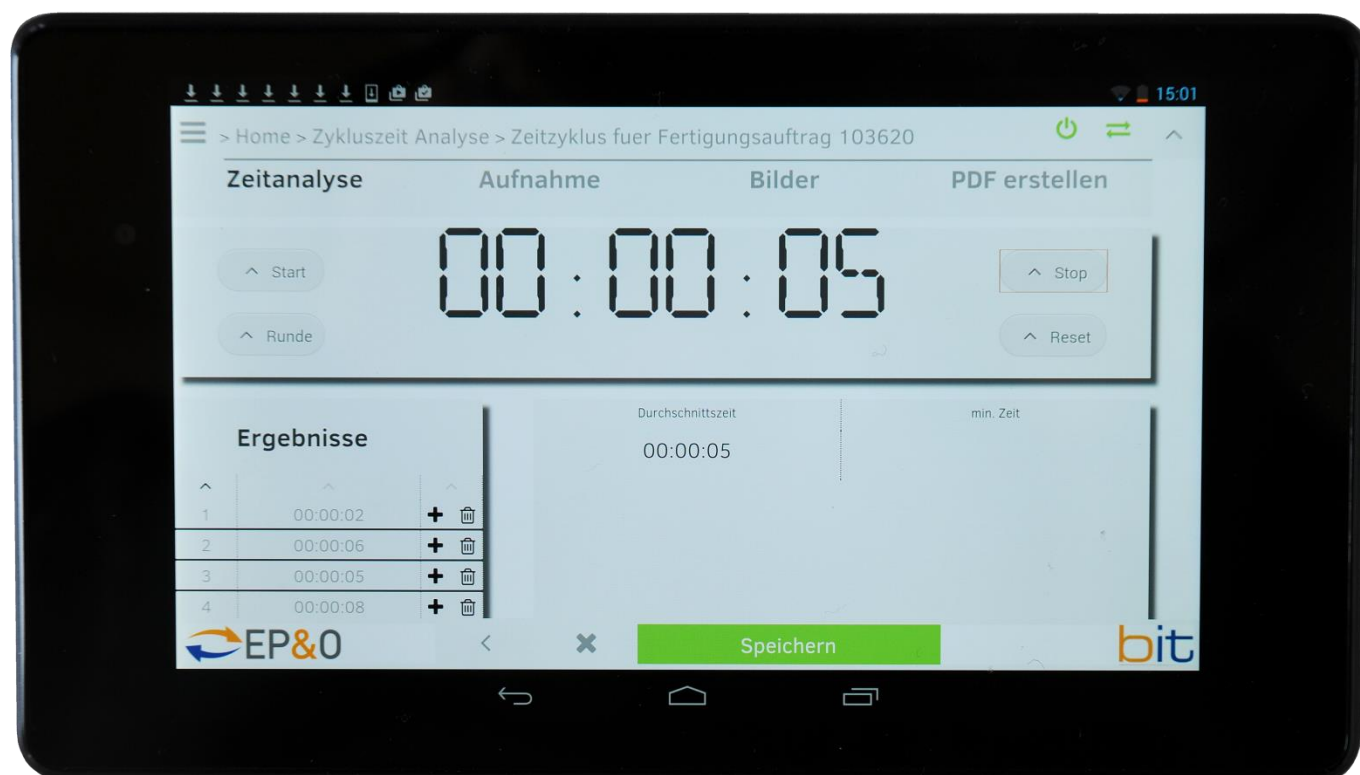 15:01
> Home > Zykluszeit Analyse > Zeitzyklus fuer Fertigungsauftrag 103620
Zeitanalyse Aufnahme Bilder PDF erstellen
Start
00:00:05
Stop
Runde
Reset
Ergebnisse
1 00:00:02
2 00:00:06
3 00:00:05
4 00:00:08
Durchschnittszeit
00:00:05
min. Zeit
EP&O
Speichern
bit